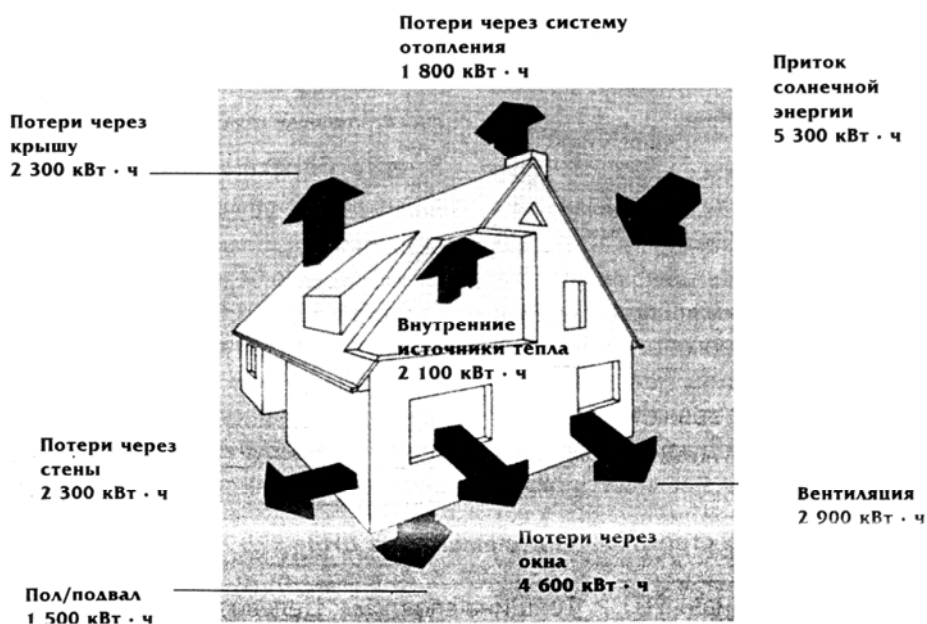 Потери через систему
отопления
1 800 кВт · ч
Приток
солнечной
энергии
5 300 кВт · ч
Потери через
крышу
2 300 кВт · ч
Внутренние
источники тепла
2 100 кВт · ч
Потери через
стены
2 300 кВт · ч
Вентиляция
2 900 кВт · ч
Потери через
окна
4 600 кВт · ч
Пол/подвал
1 500 кВт · ч